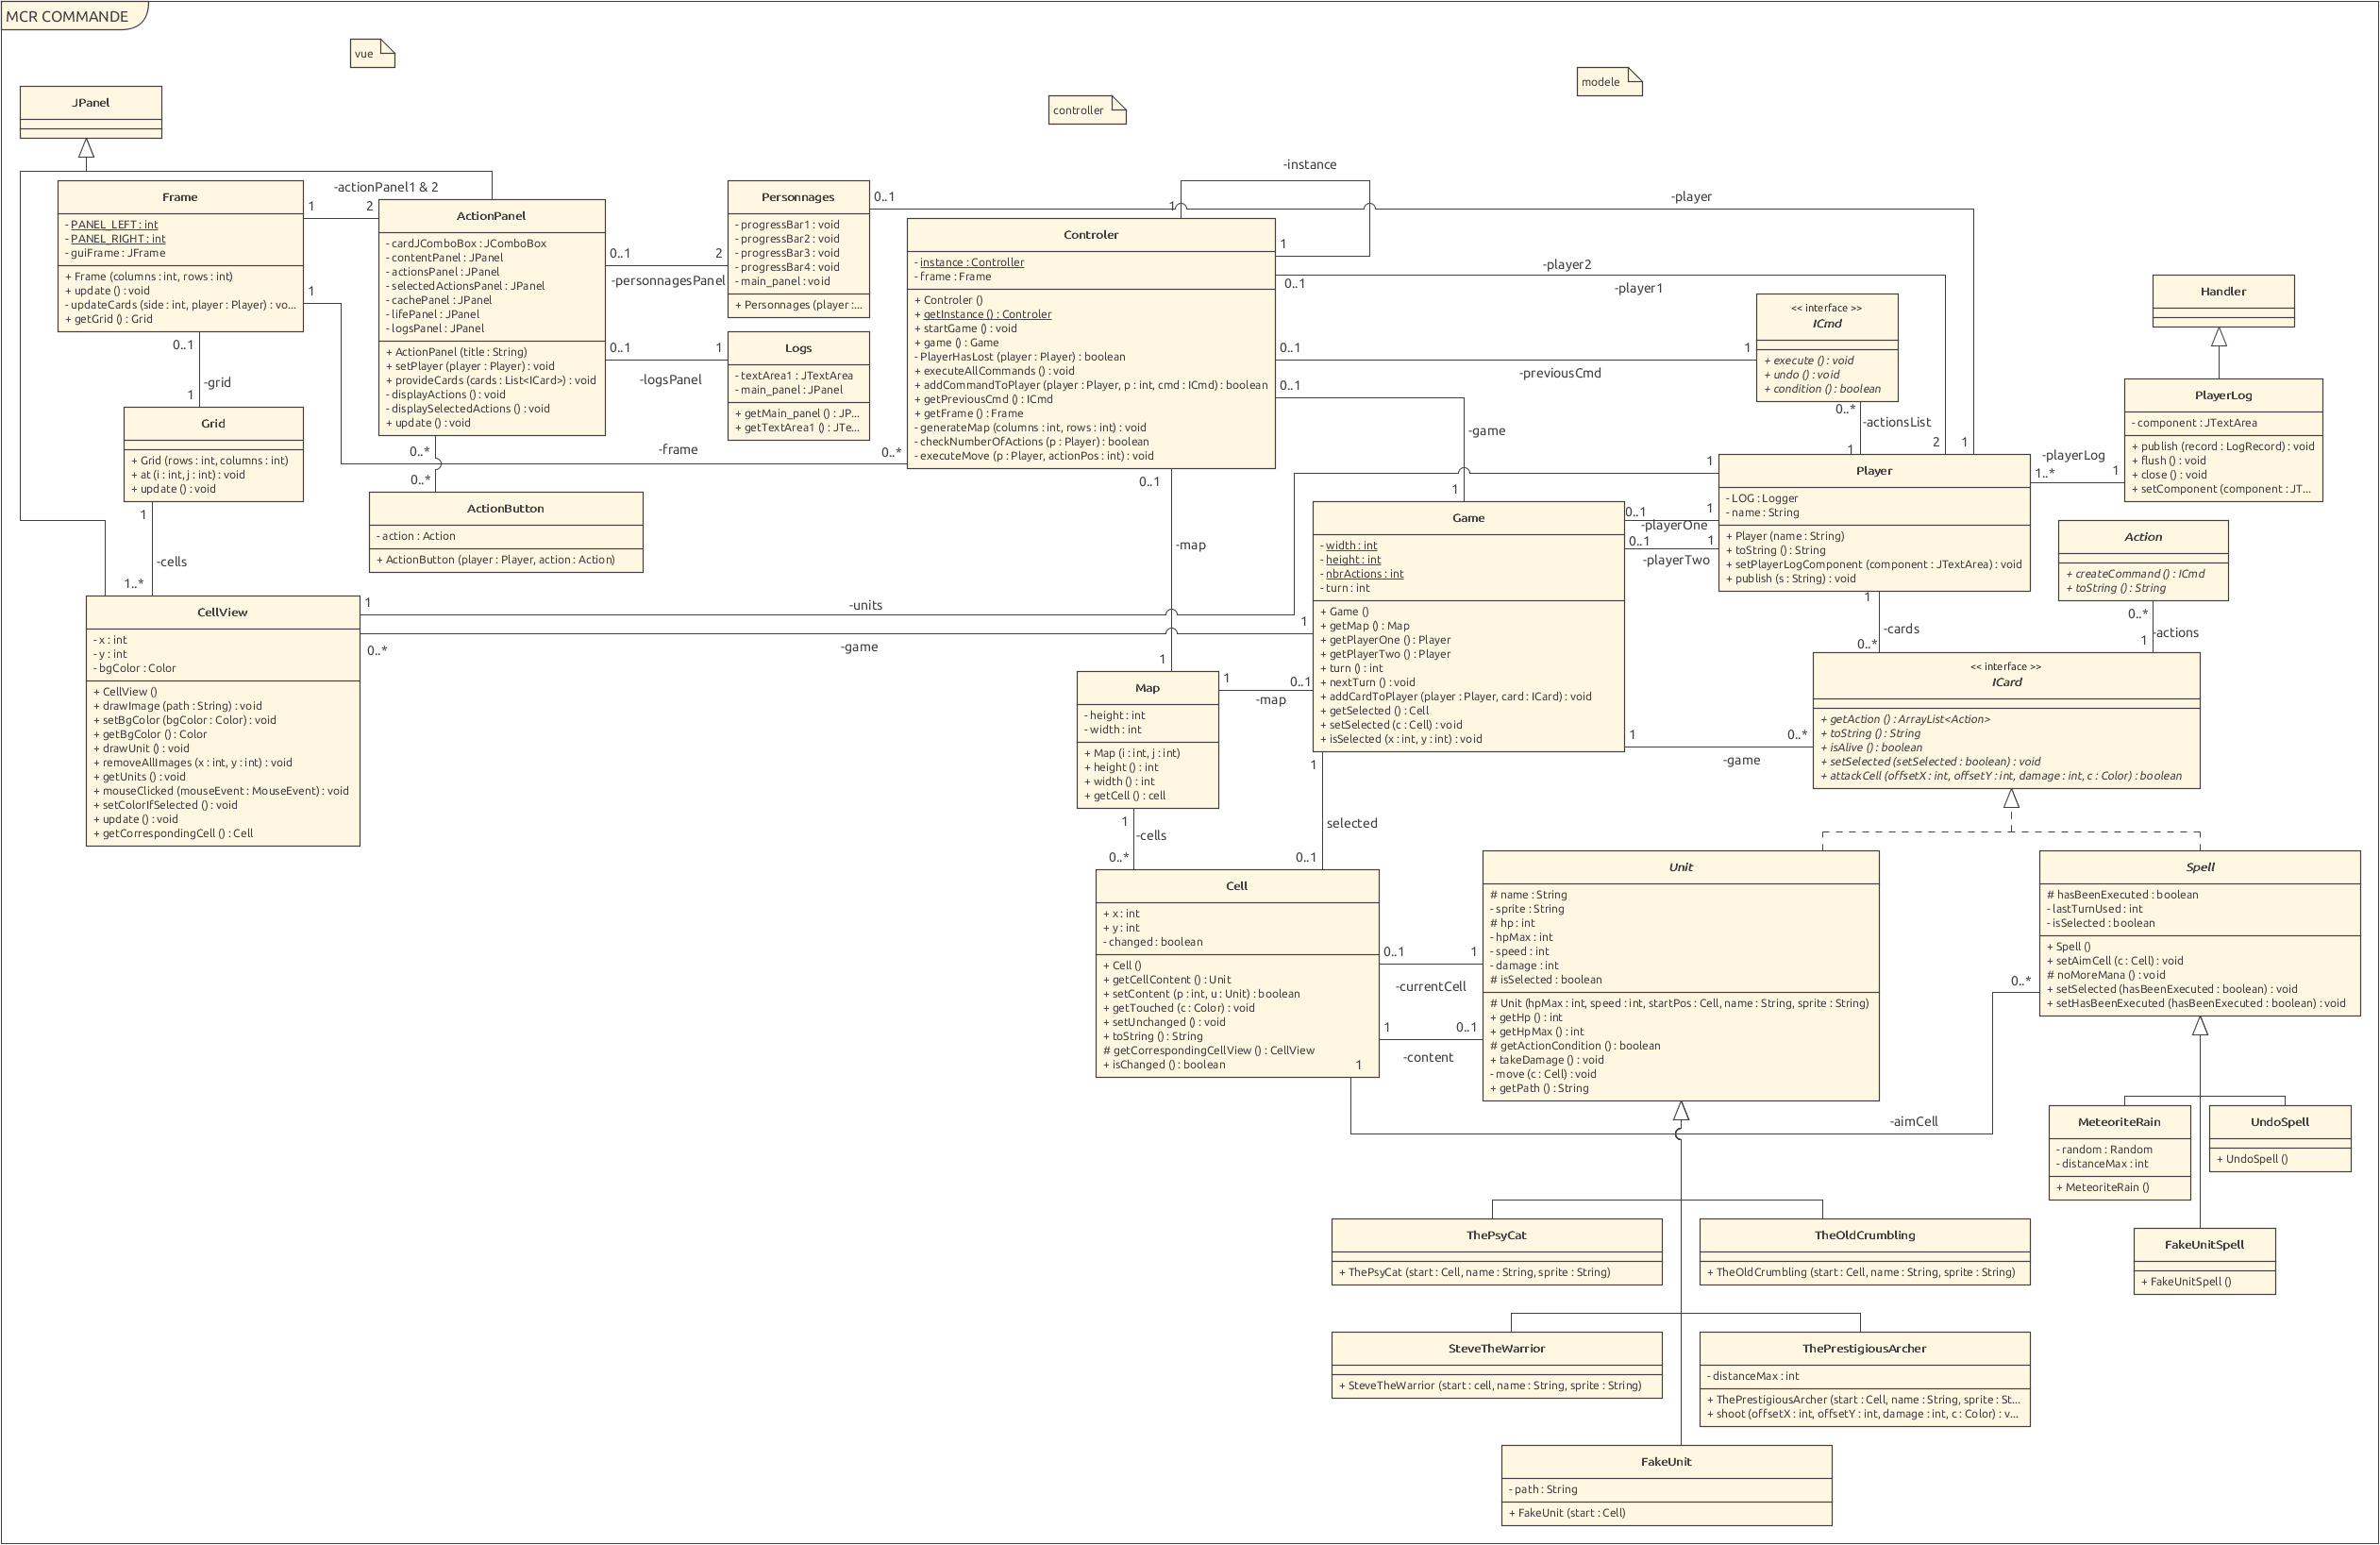 MCR COMMANDE
vue
controller
modele
JPanel
Frame
- PANEL_LEFT : int
- PANEL_RIGHT : int
- guiFrame : JFrame
+ Frame (columns : int, rows : int)
+ update () : void
- updateCards (side : int, player : Player) : vo...
+ getGrid () : Grid
-actionPanel1 & 2
1
2
1
0..1
-grid
1
ActionPanel
- cardJComboBox : JComboBox
- contentPanel : JPanel
- actionsPanel : JPanel
- selectedActionsPanel : JPanel
- cachePanel : JPanel
- lifePanel : JPanel
- logsPanel : JPanel
+ ActionPanel (title : String)
+ setPlayer (player : Player) : void
+ provideCards (cards : List<ICard>) : void
- displayActions () : void
- displaySelectedActions () : void
+ update () : void
0..1
2
-personnagesPanel
0..1
1
-logsPanel
0..*
0..*
Personnages
- progressBar1 : void
- progressBar2 : void
- progressBar3 : void
- progressBar4 : void
- main_panel : void
+ Personnages (player :...
0..1
-player
1
Logs
- textArea1 : JTextArea
- main_panel : JPanel
+ getMain_panel () : JP...
+ getTextArea1 () : JTe...
-frame
0..*
Controler
- instance : Controller
- frame : Frame
+ Controler ()
+ getInstance () : Controler
+ startGame () : void
+ game () : Game
- PlayerHasLost (player : Player) : boolean
+ executeAllCommands () : void
+ addCommandToPlayer (player : Player, p : int, cmd : ICmd) : boolean
+ getPreviousCmd () : ICmd
+ getFrame () : Frame
- generateMap (columns : int, rows : int) : void
- checkNumberOfActions (p : Player) : boolean
- executeMove (p : Player, actionPos : int) : void
-instance
1
1
-player2
0..1
-player1
2
0..1
1
-previousCmd
0..1
-game
1
0..1
-map
1
<< interface >>
ICmd
+ execute () : void
+ undo () : void
+ condition () : boolean
0..*
-actionsList
1
Handler
PlayerLog
- component : JTextArea
+ publish (record : LogRecord) : void
+ flush () : void
+ close () : void
+ setComponent (component : JT...
-playerLog
1..*
1
Grid
+ Grid (rows : int, columns : int)
+ at (i : int, j : int) : void
+ update () : void
1
-cells
1..*
ActionButton
- action : Action
+ ActionButton (player : Player, action : Action)
Player
- LOG : Logger
- name : String
+ Player (name : String)
+ toString () : String
+ setPlayerLogComponent (component : JTextArea) : void
+ publish (s : String) : void
1
0..1
1
-playerOne
0..1
1
-playerTwo
1
-cards
0..*
Game
- width : int
- height : int
- nbrActions : int
- turn : int
+ Game ()
+ getMap () : Map
+ getPlayerOne () : Player
+ getPlayerTwo () : Player
+ turn () : int
+ nextTurn () : void
+ addCardToPlayer (player : Player, card : ICard) : void
+ getSelected () : Cell
+ setSelected (c : Cell) : void
+ isSelected (x : int, y : int) : void
Action
+ createCommand () : ICmd
+ toString () : String
0..*
-actions
1
CellView
- x : int
- y : int
- bgColor : Color
+ CellView ()
+ drawImage (path : String) : void
+ setBgColor (bgColor : Color) : void
+ getBgColor () : Color
+ drawUnit () : void
+ removeAllImages (x : int, y : int) : void
+ getUnits () : void
+ mouseClicked (mouseEvent : MouseEvent) : void
+ setColorIfSelected () : void
+ update () : void
+ getCorrespondingCell () : Cell
1
-units
0..*
-game
1
Map
- height : int
- width : int
+ Map (i : int, j : int)
+ height () : int
+ width () : int
+ getCell () : cell
1
0..1
-map
1
-cells
0..*
<< interface >>
ICard
+ getAction () : ArrayList<Action>
+ toString () : String
+ isAlive () : boolean
+ setSelected (setSelected : boolean) : void
+ attackCell (offsetX : int, offsetY : int, damage : int, c : Color) : boolean
1
0..*
-game
1
selected
0..1
Cell
+ x : int
+ y : int
- changed : boolean
+ Cell ()
+ getCellContent () : Unit
+ setContent (p : int, u : Unit) : boolean
+ getTouched (c : Color) : void
+ setUnchanged () : void
+ toString () : String
# getCorrespondingCellView () : CellView
+ isChanged () : boolean
1
0..1
1
-currentCell
1
0..1
-content
Unit
# name : String
- sprite : String
# hp : int
- hpMax : int
- speed : int
- damage : int
# isSelected : boolean
# Unit (hpMax : int, speed : int, startPos : Cell, name : String, sprite : String)
+ getHp () : int
+ getHpMax () : int
# getActionCondition () : boolean
+ takeDamage () : void
- move (c : Cell) : void
+ getPath () : String
Spell
# hasBeenExecuted : boolean
- lastTurnUsed : int
- isSelected : boolean
+ Spell ()
+ setAimCell (c : Cell) : void
# noMoreMana () : void
+ setSelected (hasBeenExecuted : boolean) : void
+ setHasBeenExecuted (hasBeenExecuted : boolean) : void
0..*
-aimCell
MeteoriteRain
- random : Random
- distanceMax : int
+ MeteoriteRain ()
UndoSpell
+ UndoSpell ()
FakeUnitSpell
+ FakeUnitSpell ()
ThePsyCat
+ ThePsyCat (start : Cell, name : String, sprite : String)
TheOldCrumbling
+ TheOldCrumbling (start : Cell, name : String, sprite : String)
SteveTheWarrior
+ SteveTheWarrior (start : cell, name : String, sprite : String)
ThePrestigiousArcher
- distanceMax : int
+ ThePrestigiousArcher (start : Cell, name : String, sprite : St...
+ shoot (offsetX : int, offsetY : int, damage : int, c : Color) : v...
FakeUnit
- path : String
+ FakeUnit (start : Cell)